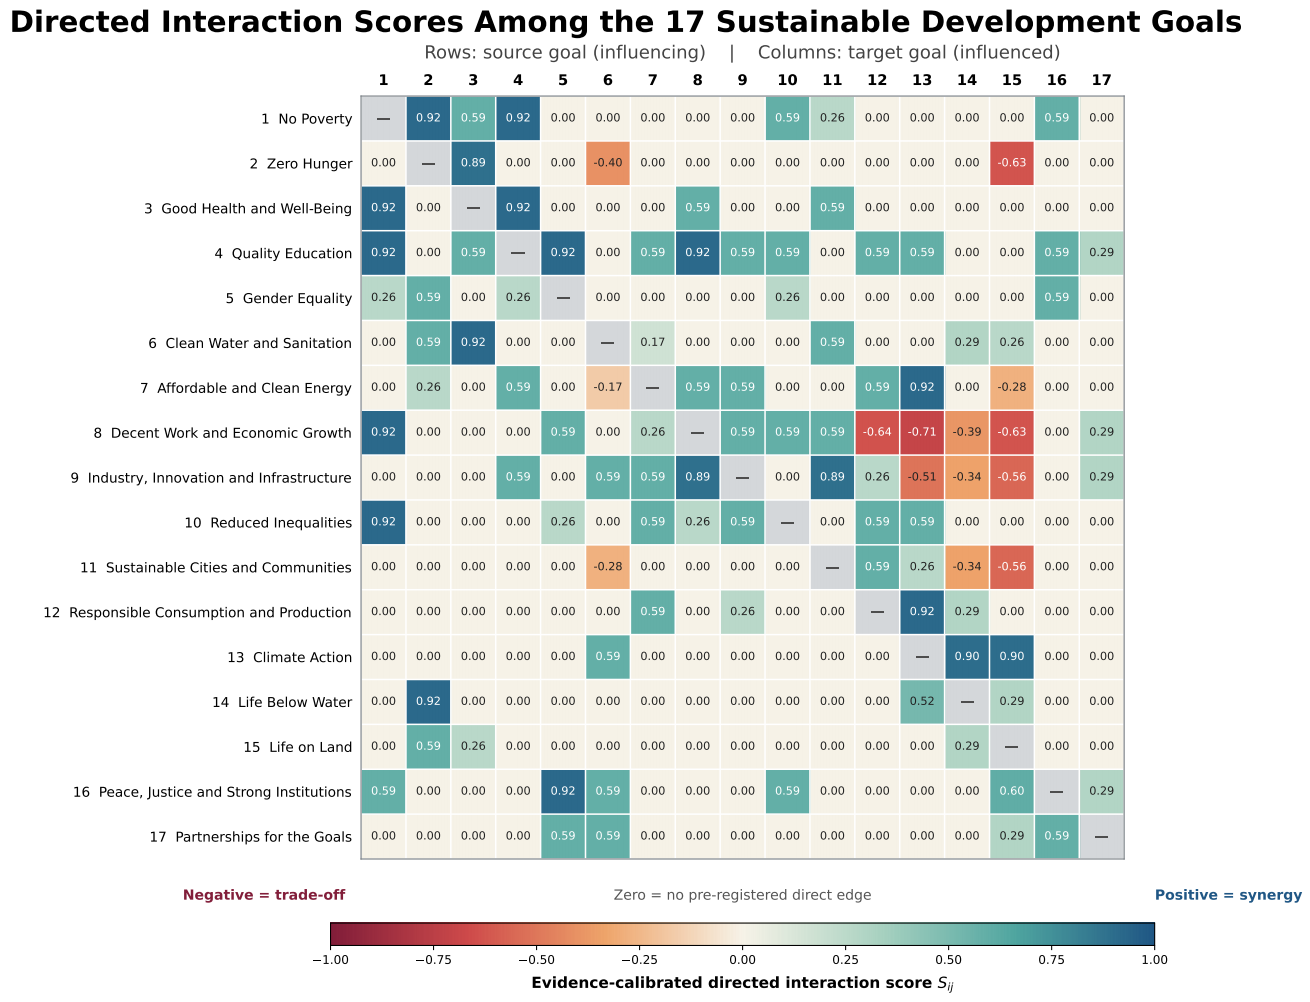 Directed Interaction Scores Among the 17 Sustainable Development Goals
Rows: source goal (influencing) | Columns: target goal (influenced)
1 2 3 4 5 6 7 8 9 10 11 12 13 14 15 16 17
1 No Poverty — 0.92 0.59 0.92 0.00 0.00 0.00 0.00 0.00 0.59 0.26 0.00 0.00 0.00 0.00 0.59 0.00
2 Zero Hunger 0.00 — 0.89 0.00 0.00 -0.40 0.00 0.00 0.00 0.00 0.00 0.00 0.00 0.00 -0.63 0.00 0.00
3 Good Health and Well-Being 0.92 0.00 — 0.92 0.00 0.00 0.00 0.59 0.00 0.00 0.59 0.00 0.00 0.00 0.00 0.00 0.00
4 Quality Education 0.92 0.00 0.59 — 0.92 0.00 0.59 0.92 0.59 0.59 0.00 0.59 0.59 0.00 0.00 0.59 0.29
5 Gender Equality 0.26 0.59 0.00 0.26 — 0.00 0.00 0.00 0.00 0.26 0.00 0.00 0.00 0.00 0.00 0.59 0.00
6 Clean Water and Sanitation 0.00 0.59 0.92 0.00 0.00 — 0.17 0.00 0.00 0.00 0.59 0.00 0.00 0.29 0.26 0.00 0.00
7 Affordable and Clean Energy 0.00 0.26 0.00 0.59 0.00 -0.17 — 0.59 0.59 0.00 0.00 0.59 0.92 0.00 -0.28 0.00 0.00
8 Decent Work and Economic Growth 0.92 0.00 0.00 0.00 0.59 0.00 0.26 — 0.59 0.59 0.59 -0.64 -0.71 -0.39 -0.63 0.00 0.29
9 Industry, Innovation and Infrastructure 0.00 0.00 0.00 0.59 0.00 0.59 0.59 0.89 — 0.00 0.89 0.26 -0.51 -0.34 -0.56 0.00 0.29
10 Reduced Inequalities 0.92 0.00 0.00 0.00 0.26 0.00 0.59 0.26 0.59 — 0.00 0.59 0.59 0.00 0.00 0.00 0.00
11 Sustainable Cities and Communities 0.00 0.00 0.00 0.00 0.00 -0.28 0.00 0.00 0.00 0.00 — 0.59 0.26 -0.34 -0.56 0.00 0.00
12 Responsible Consumption and Production 0.00 0.00 0.00 0.00 0.00 0.00 0.59 0.00 0.26 0.00 0.00 — 0.92 0.29 0.00 0.00 0.00
13 Climate Action 0.00 0.00 0.00 0.00 0.00 0.59 0.00 0.00 0.00 0.00 0.00 0.00 — 0.90 0.90 0.00 0.00
14 Life Below Water 0.00 0.92 0.00 0.00 0.00 0.00 0.00 0.00 0.00 0.00 0.00 0.00 0.52 — 0.29 0.00 0.00
15 Life on Land 0.00 0.59 0.26 0.00 0.00 0.00 0.00 0.00 0.00 0.00 0.00 0.00 0.00 0.29 — 0.00 0.00
16 Peace, Justice and Strong Institutions 0.59 0.00 0.00 0.00 0.92 0.59 0.00 0.00 0.00 0.59 0.00 0.00 0.00 0.00 0.60 — 0.29
17 Partnerships for the Goals 0.00 0.00 0.00 0.00 0.59 0.59 0.00 0.00 0.00 0.00 0.00 0.00 0.00 0.00 0.29 0.59 —
Negative = trade-off Zero = no pre-registered direct edge Positive = synergy
−1.00 −0.75 −0.50 −0.25 0.00 0.25 0.50 0.75 1.00
Evidence-calibrated directed interaction score Sij